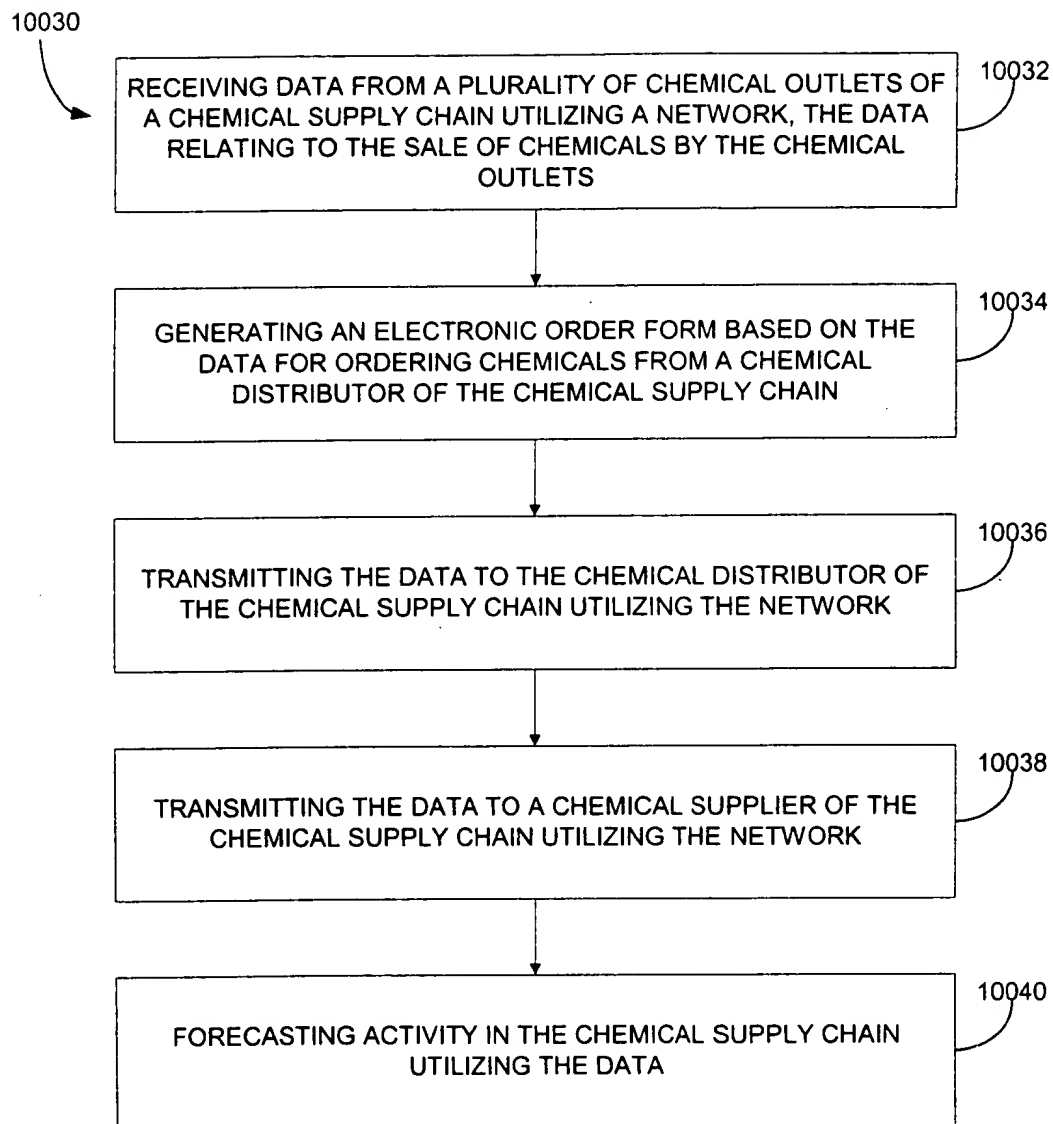 10030
RECEIVING DATA FROM A PLURALITY OF CHEMICAL OUTLETS OF
A CHEMICAL SUPPLY CHAIN UTILIZING A NETWORK, THE DATA
RELATING TO THE SALE OF CHEMICALS BY THE CHEMICAL
OUTLETS
10032
GENERATING AN ELECTRONIC ORDER FORM BASED ON THE
DATA FOR ORDERING CHEMICALS FROM A CHEMICAL
DISTRIBUTOR OF THE CHEMICAL SUPPLY CHAIN
10034
TRANSMITTING THE DATA TO THE CHEMICAL DISTRIBUTOR OF
THE CHEMICAL SUPPLY CHAIN UTILIZING THE NETWORK
10036
TRANSMITTING THE DATA TO A CHEMICAL SUPPLIER OF THE
CHEMICAL SUPPLY CHAIN UTILIZING THE NETWORK
10038
FORECASTING ACTIVITY IN THE CHEMICAL SUPPLY CHAIN
UTILIZING THE DATA
10040